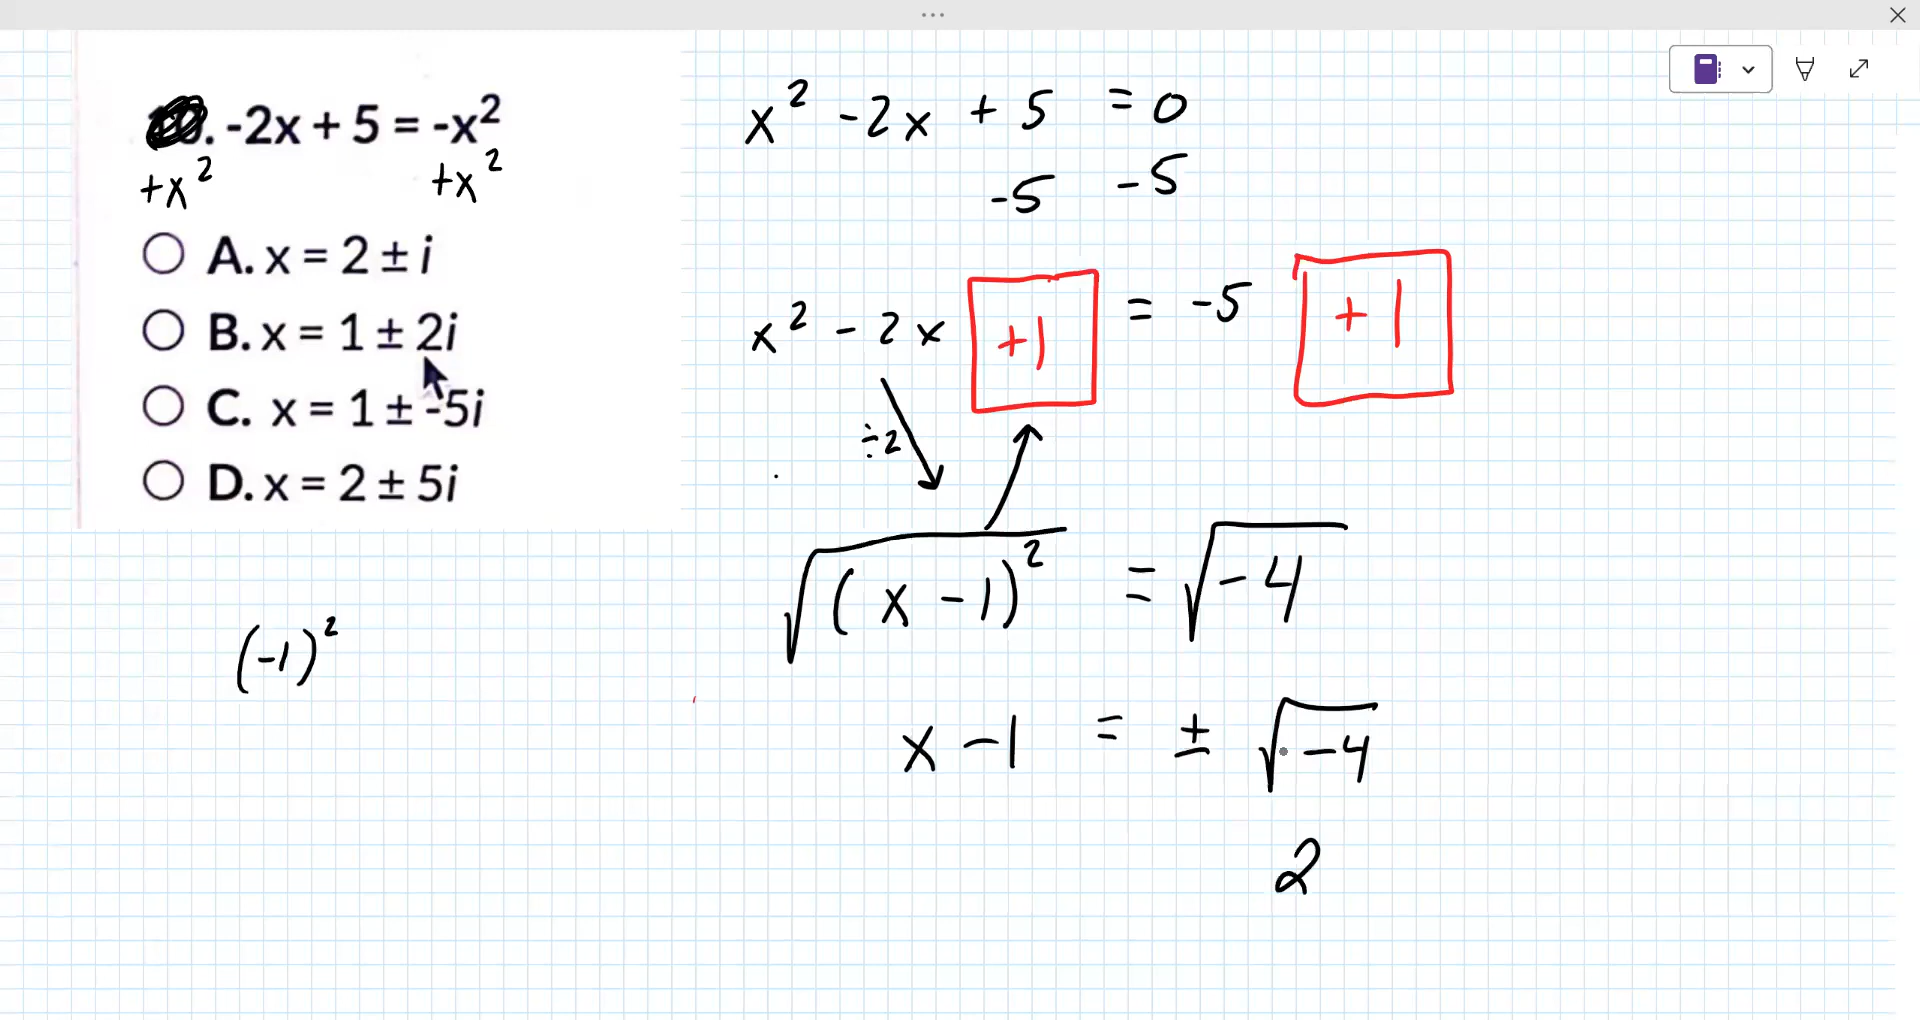 . -2x + 5 = -x²
+x² +x²
A. x = 2 ± i
B. x = 1 ± 2i
C. x = 1 ± -5i
D. x = 2 ± 5i
(-1)²
x² - 2x + 5 = 0
-5 -5
x² - 2x +1 = -5 +1
÷2
√(x - 1)² = √-4
x - 1 = ± √-4
2